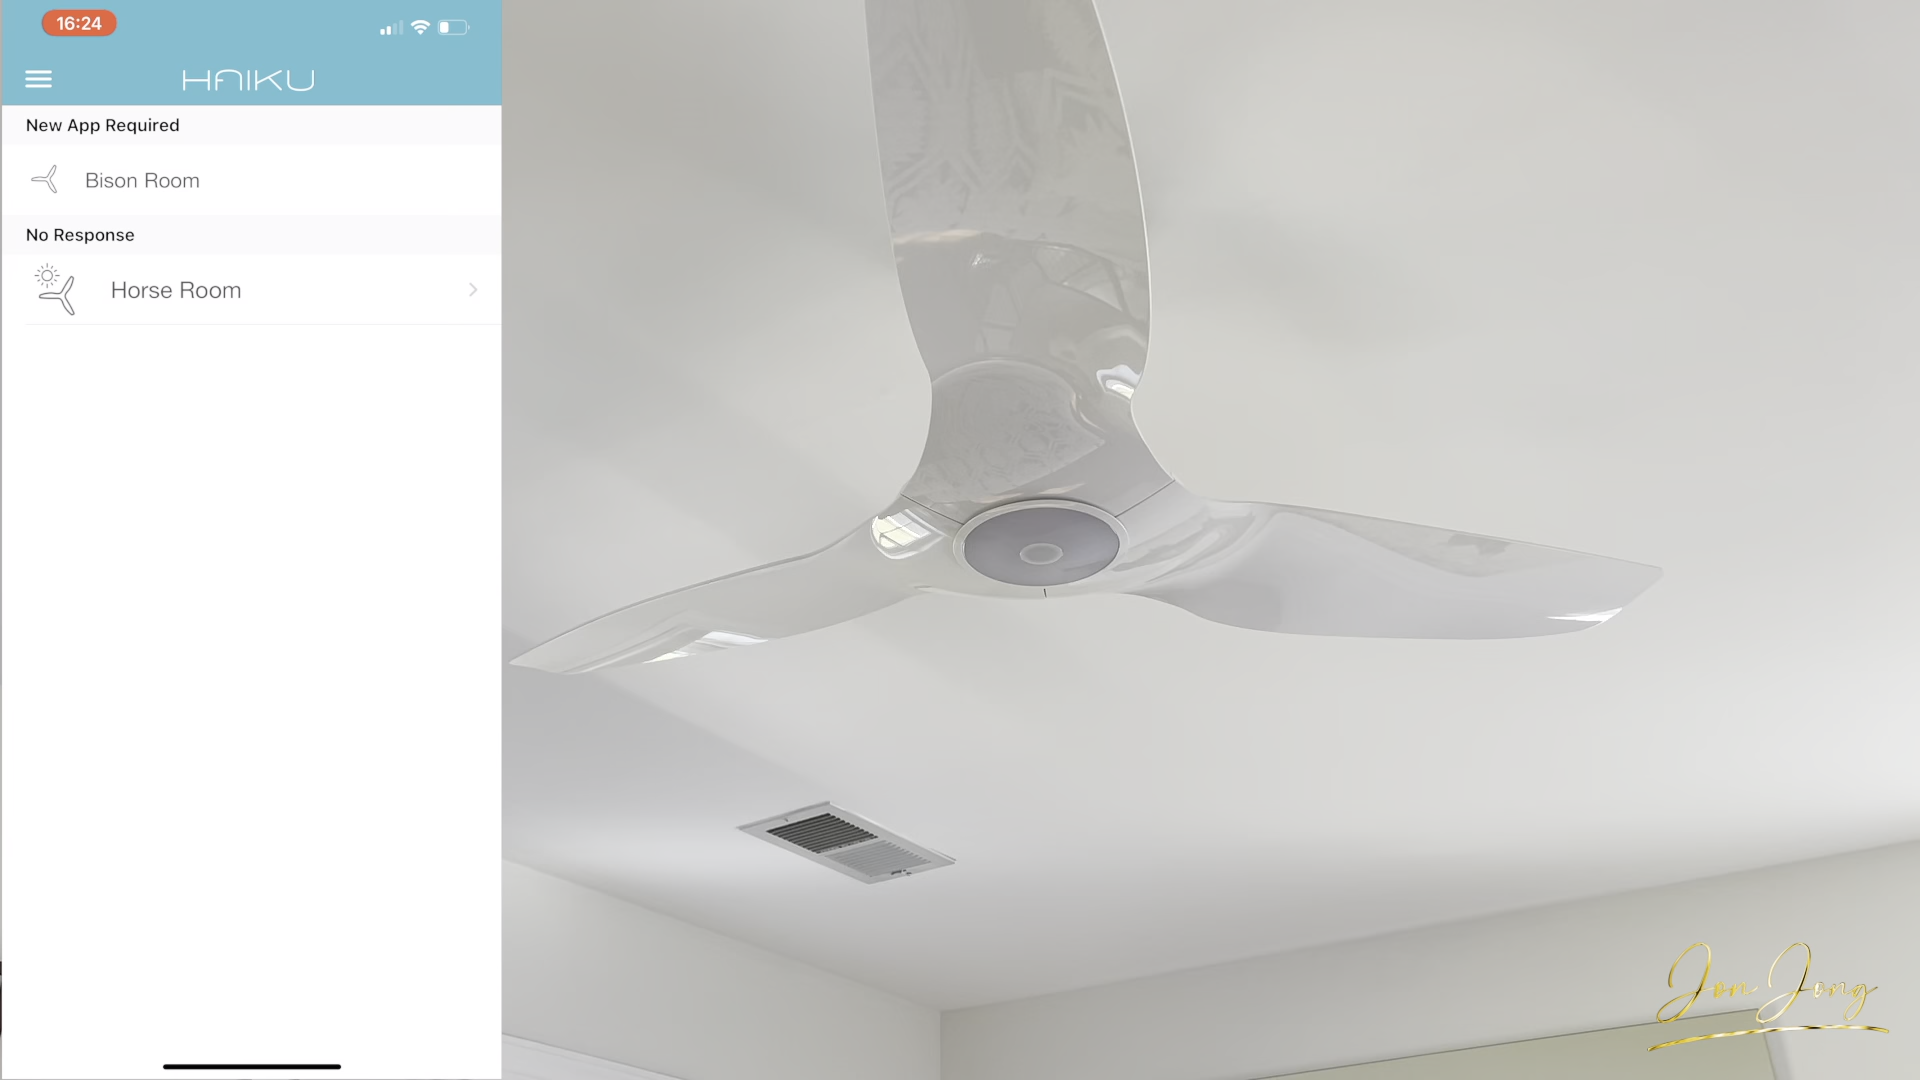 16:24
HAIKU
New App Required
Bison Room
No Response
Horse Room
Jon Jong